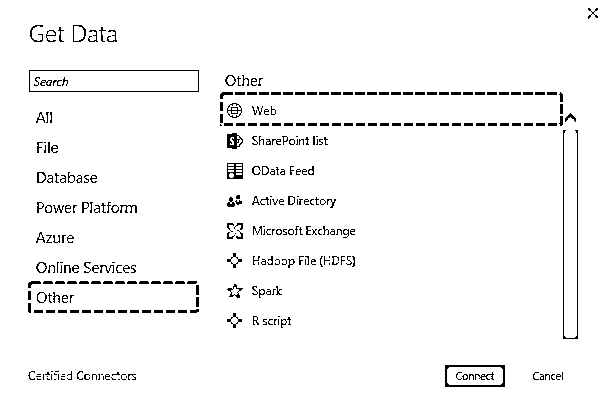 Get Data
Search
All
File
Database
Power Platform
Azure
Online Services
Other
Other
Web
SharePoint list
OData Feed
Active Directory
Microsoft Exchange
Hadoop File (HDFS)
Spark
R script
Certified Connectors
Connect
Cancel